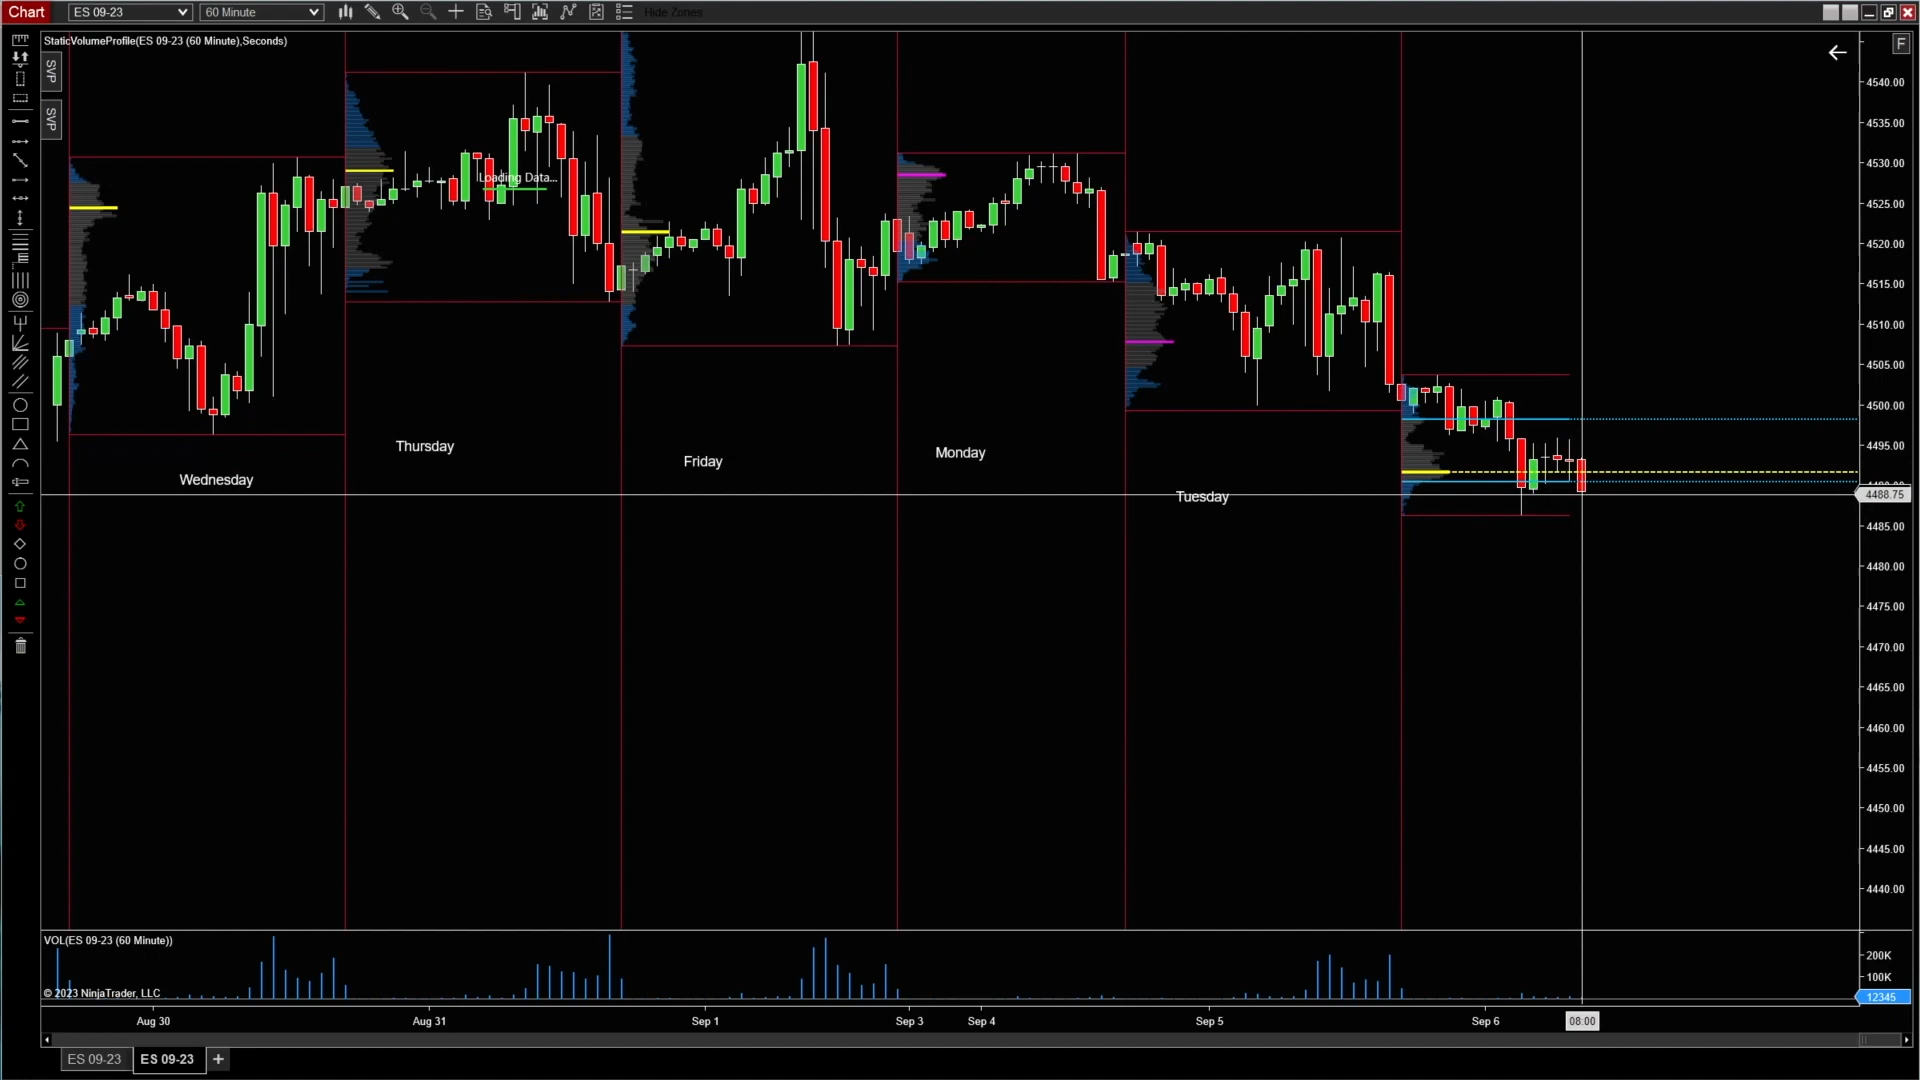 Chart
ES 09-23
60 Minute
Hide Zones
StaticVolumeProfile(ES 09-23 (60 Minute),Seconds)
F
SVP
SVP
Loading Data...
Wednesday
Thursday
Friday
Monday
Tuesday
4540.00
4535.00
4530.00
4525.00
4520.00
4515.00
4510.00
4505.00
4500.00
4495.00
4488.75
4485.00
4480.00
4475.00
4470.00
4465.00
4460.00
4455.00
4450.00
4445.00
4440.00
VOL(ES 09-23 (60 Minute))
200K
100K
12345
© 2023 NinjaTrader, LLC
Aug 30
Aug 31
Sep 1
Sep 3
Sep 4
Sep 5
Sep 6
08:00
ES 09-23
ES 09-23
+